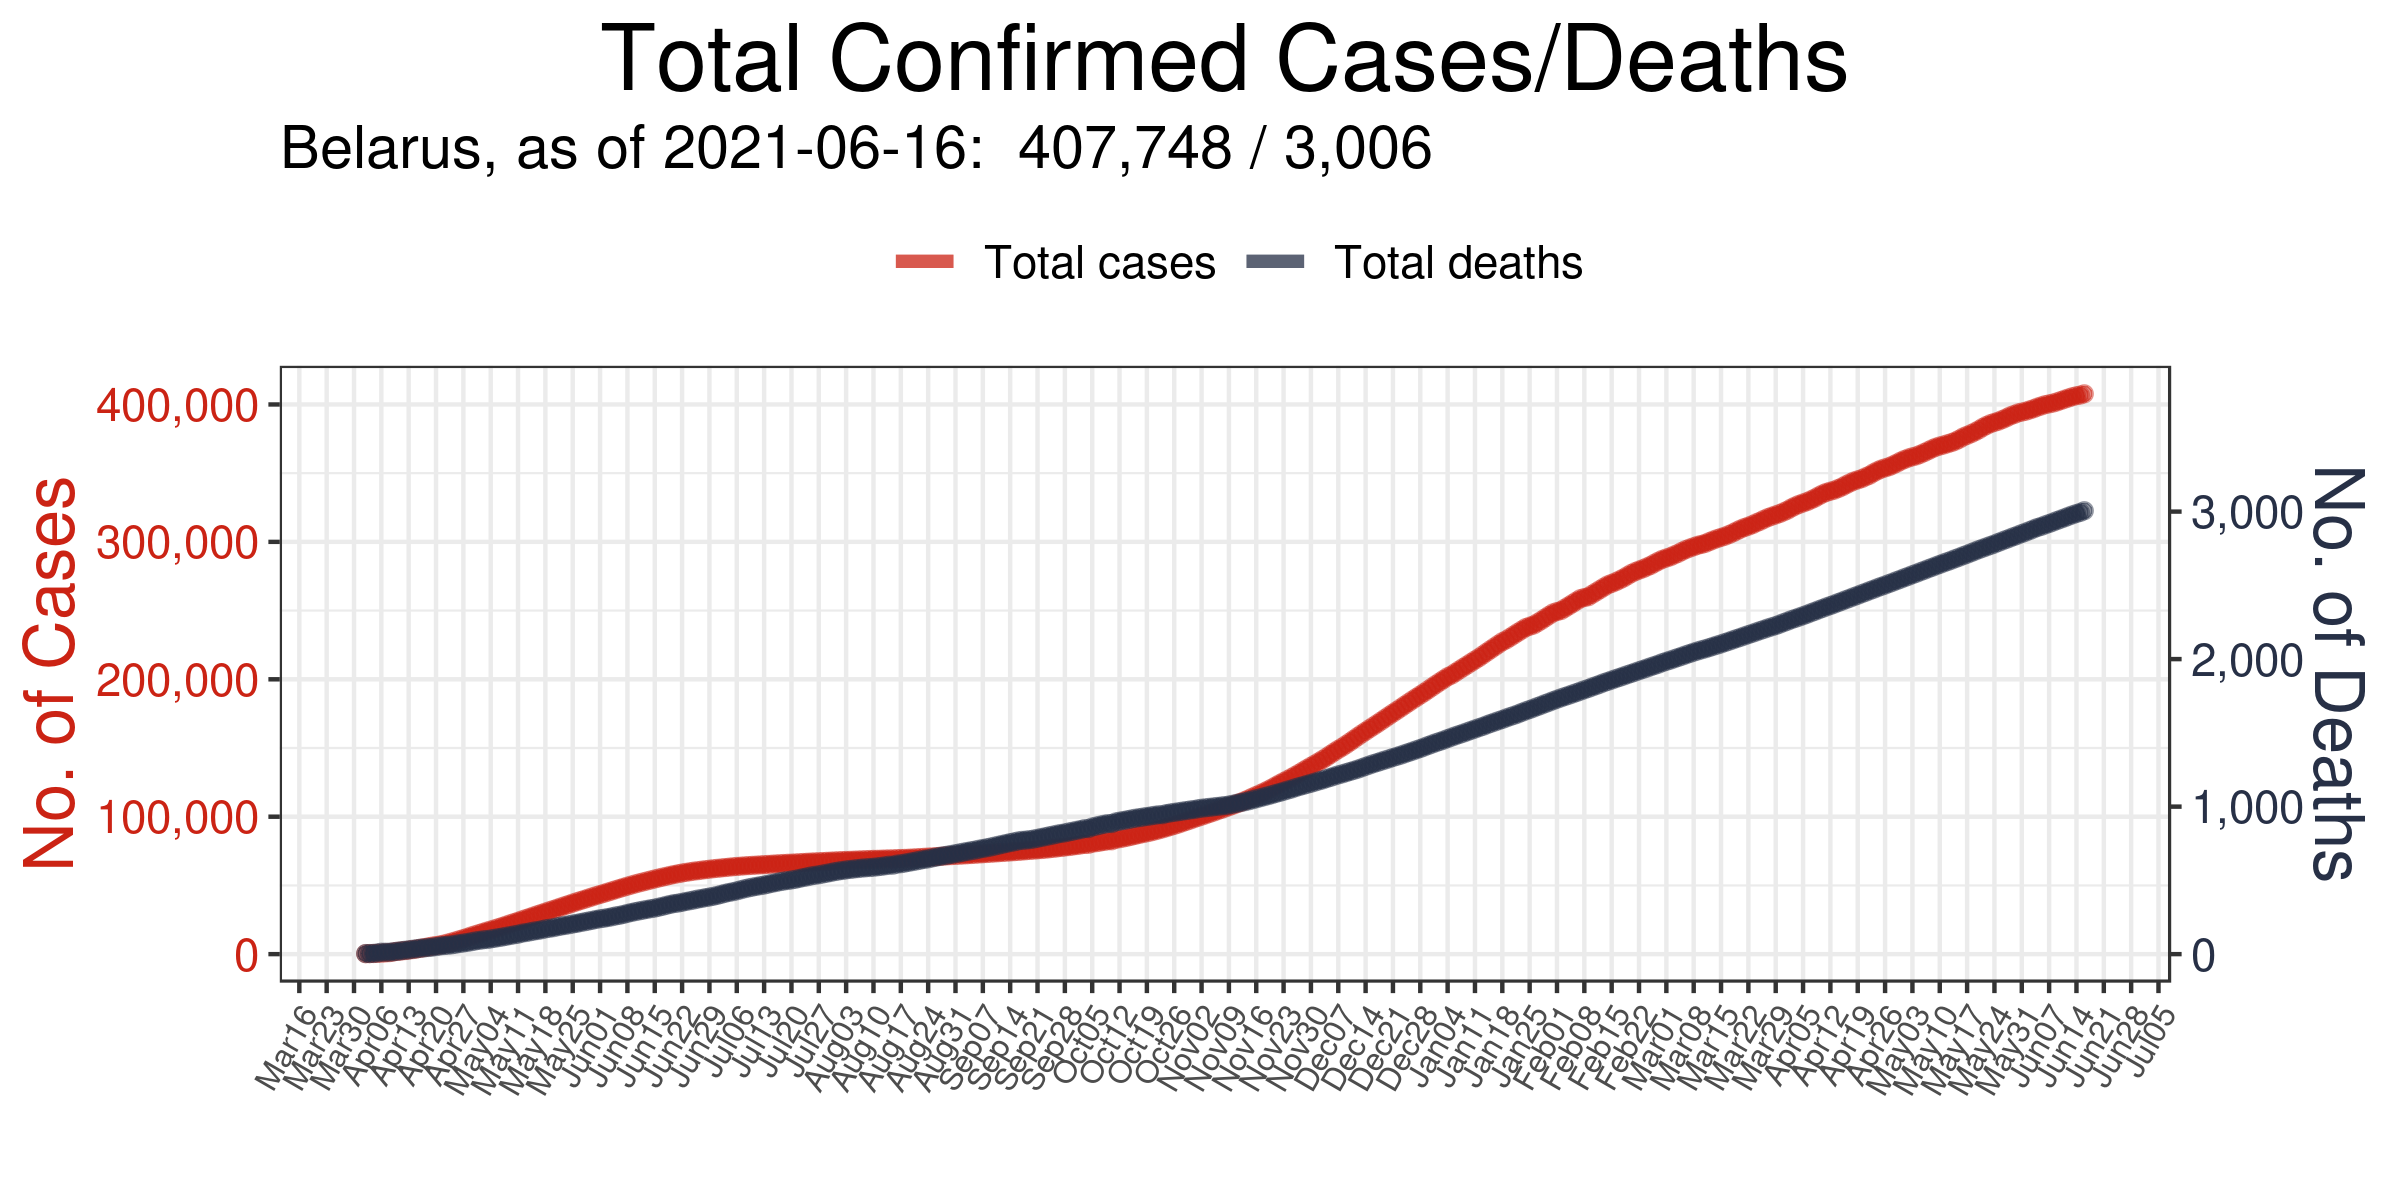 Total Confirmed Cases/Deaths
Belarus, as of 2021-06-16: 407,748 / 3,006
Total cases
Total deaths
No. of Cases
400,000
300,000
200,000
100,000
0
3,000
2,000
1,000
0
No. of Deaths
Mar16
Mar23
Mar30
Apr06
Apr13
Apr20
Apr27
May04
May11
May18
May25
Jun01
Jun08
Jun15
Jun22
Jun29
Jul06
Jul13
Jul20
Jul27
Aug03
Aug10
Aug17
Aug24
Aug31
Sep07
Sep14
Sep21
Sep28
Oct05
Oct12
Oct19
Oct26
Nov02
Nov09
Nov16
Nov23
Nov30
Dec07
Dec14
Dec21
Dec28
Jan04
Jan11
Jan18
Jan25
Feb01
Feb08
Feb15
Feb22
Mar01
Mar08
Mar15
Mar22
Mar29
Apr05
Apr12
Apr19
Apr26
May03
May10
May17
May24
May31
Jun07
Jun14
Jun21
Jun28
Jul05